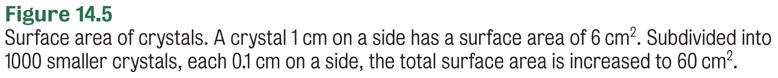 Figure 14.5
Surface area of crystals. A crystal 1 cm on a side has a surface area of 6 cm². Subdivided into
1000 smaller crystals, each 0.1 cm on a side, the total surface area is increased to 60 cm².